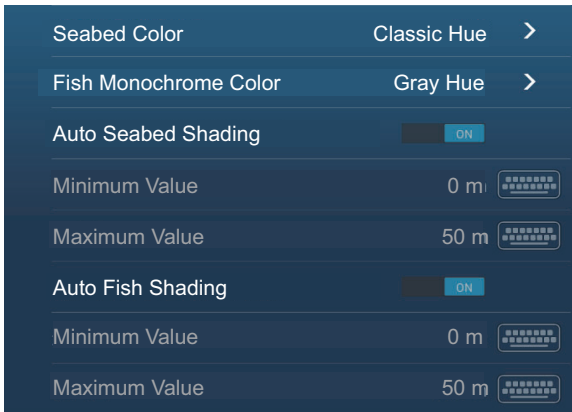 Seabed Color Classic Hue
Fish Monochrome Color Gray Hue
Auto Seabed Shading ON
Minimum Value 0 m
Maximum Value 50 m
Auto Fish Shading ON
Minimum Value 0 m
Maximum Value 50 m